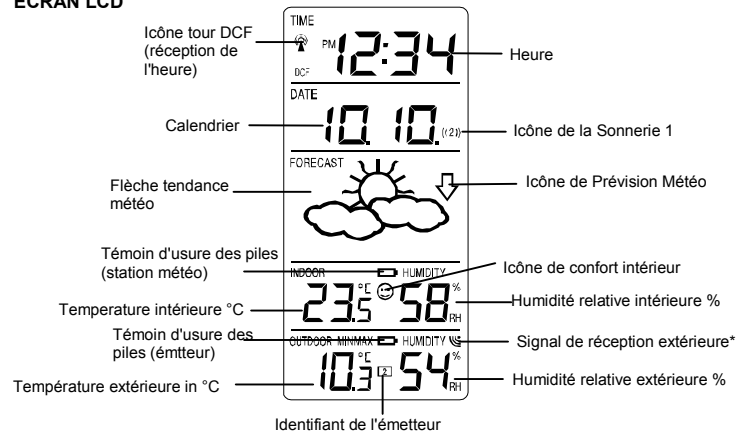 ECRAN LCD
Icône tour DCF
(réception de
l'heure)
TIME
PM
12:34
DCF
Heure
DATE
Calendrier
10. 10.
((2))
Icône de la Sonnerie 1
FORECAST
Flèche tendance
météo
Icône de Prévision Météo
Témoin d'usure des piles
(station météo)
INDOOR
HUMIDITY
Icône de confort intérieur
Temperature intérieure °C
23.5 °C
58 %
RH
Humidité relative intérieure %
Témoin d'usure des
piles (émtteur)
OUTDOOR MINMAX
HUMIDITY
Signal de réception extérieure*
Température extérieure in °C
10.3 °C
2
54 %
RH
Humidité relative extérieure %
Identifiant de l'émetteur